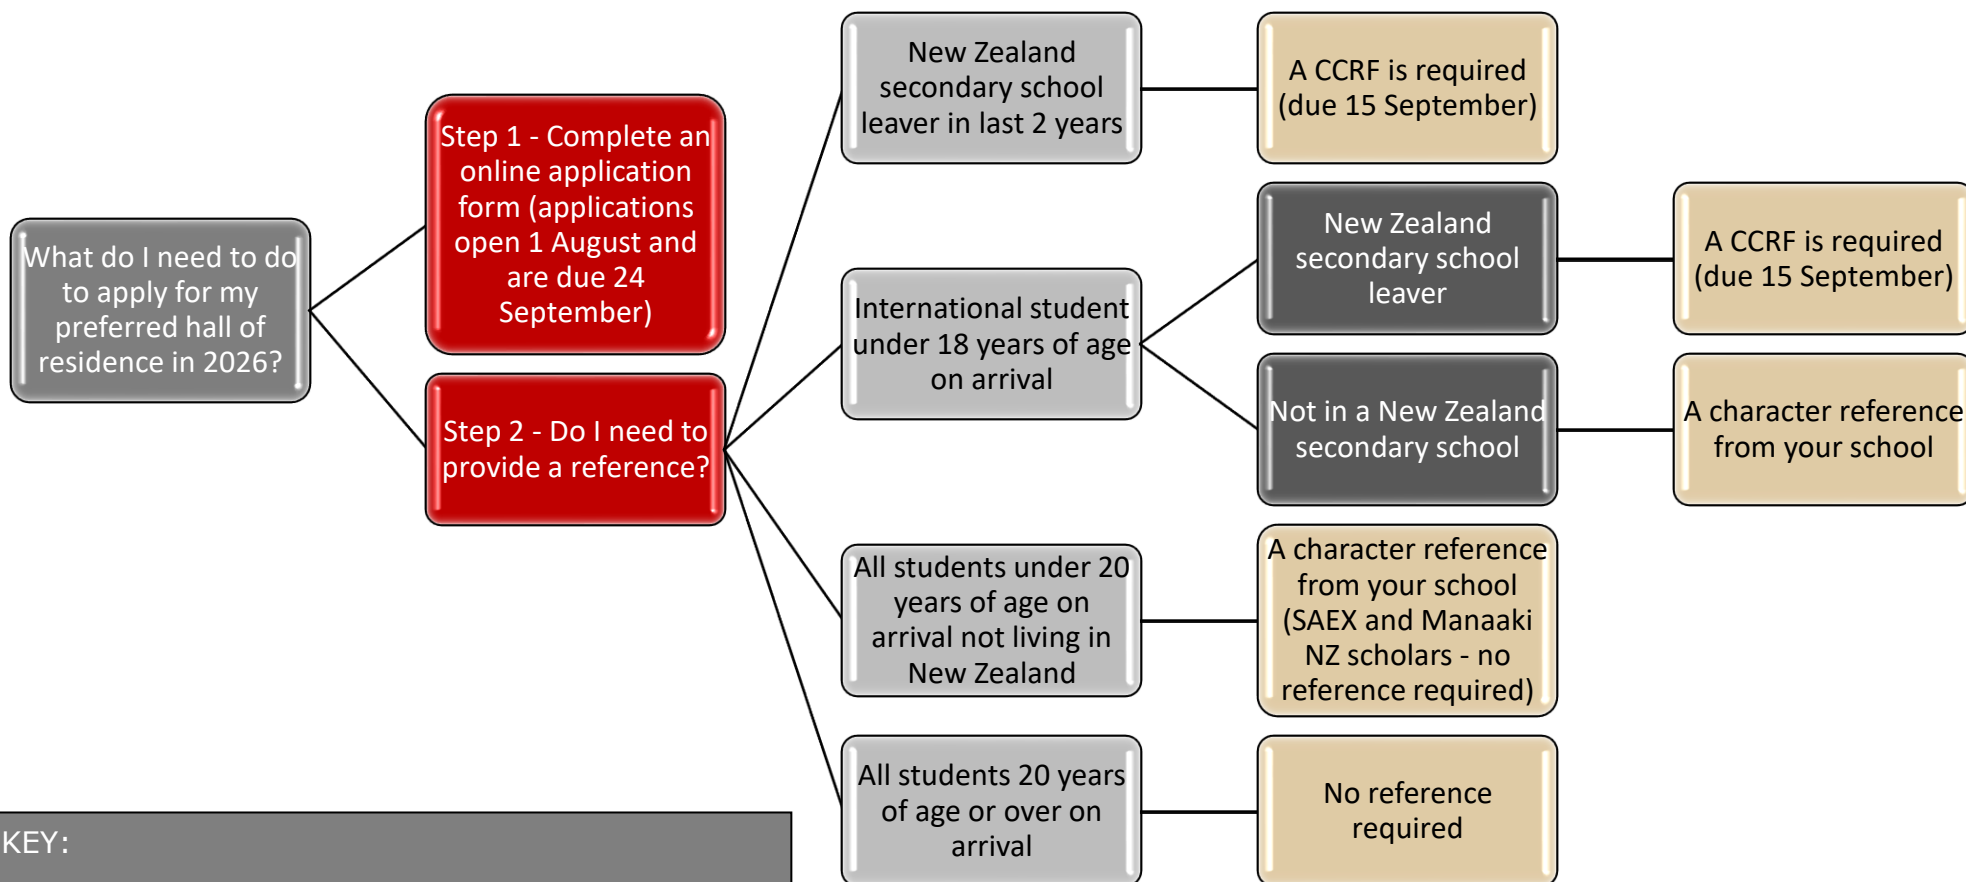 What do I need to do
to apply for my
preferred hall of
residence in 2026?
Step 1 - Complete an
online application
form (applications
open 1 August and
are due 24
September)
Step 2 - Do I need to
provide a reference?
New Zealand
secondary school
leaver in last 2 years
A CCRF is required
(due 15 September)
International student
under 18 years of age
on arrival
New Zealand
secondary school
leaver
A CCRF is required
(due 15 September)
Not in a New Zealand
secondary school
A character reference
from your school
All students under 20
years of age on
arrival not living in
New Zealand
A character reference
from your school
(SAEX and Manaaki
NZ scholars - no
reference required)
All students 20 years
of age or over on
arrival
No reference
required
KEY: